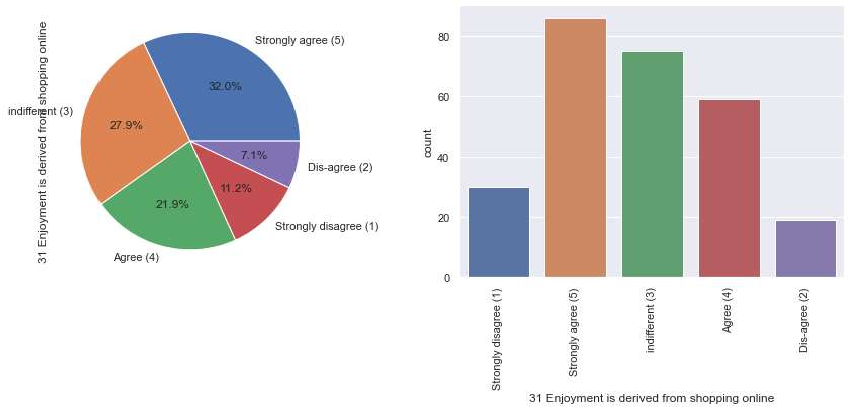 31 Enjoyment is derived from shopping online
Strongly agree (5)
32.0%
indifferent (3)
27.9%
Agree (4)
21.9%
Strongly disagree (1)
11.2%
Dis-agree (2)
7.1%
count
80
60
40
20
0
Strongly disagree (1)
Strongly agree (5)
indifferent (3)
Agree (4)
Dis-agree (2)
31 Enjoyment is derived from shopping online